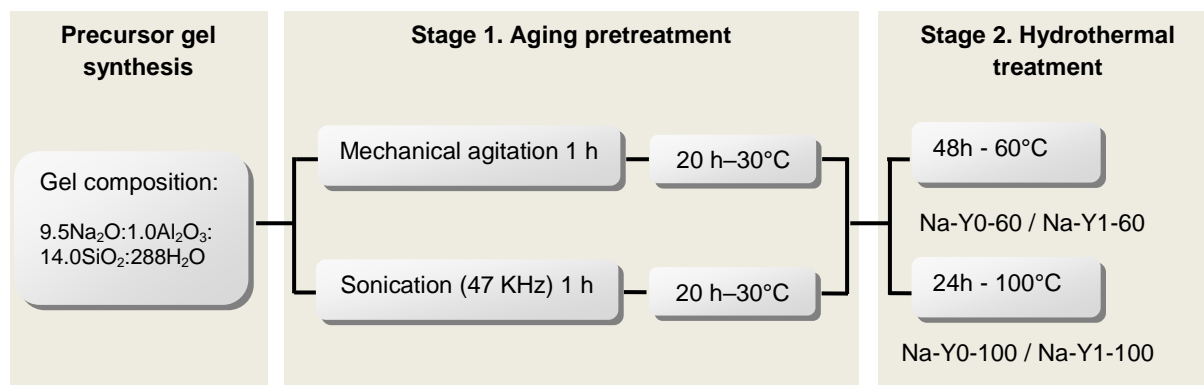 Precursor gel
synthesis
Gel composition:
9.5Na₂O:1.0Al₂O₃:
14.0SiO₂:288H₂O
Stage 1. Aging pretreatment
Mechanical agitation 1 h
20 h–30°C
Sonication (47 KHz) 1 h
20 h–30°C
Stage 2. Hydrothermal
treatment
48h - 60°C
Na-Y0-60 / Na-Y1-60
24h - 100°C
Na-Y0-100 / Na-Y1-100